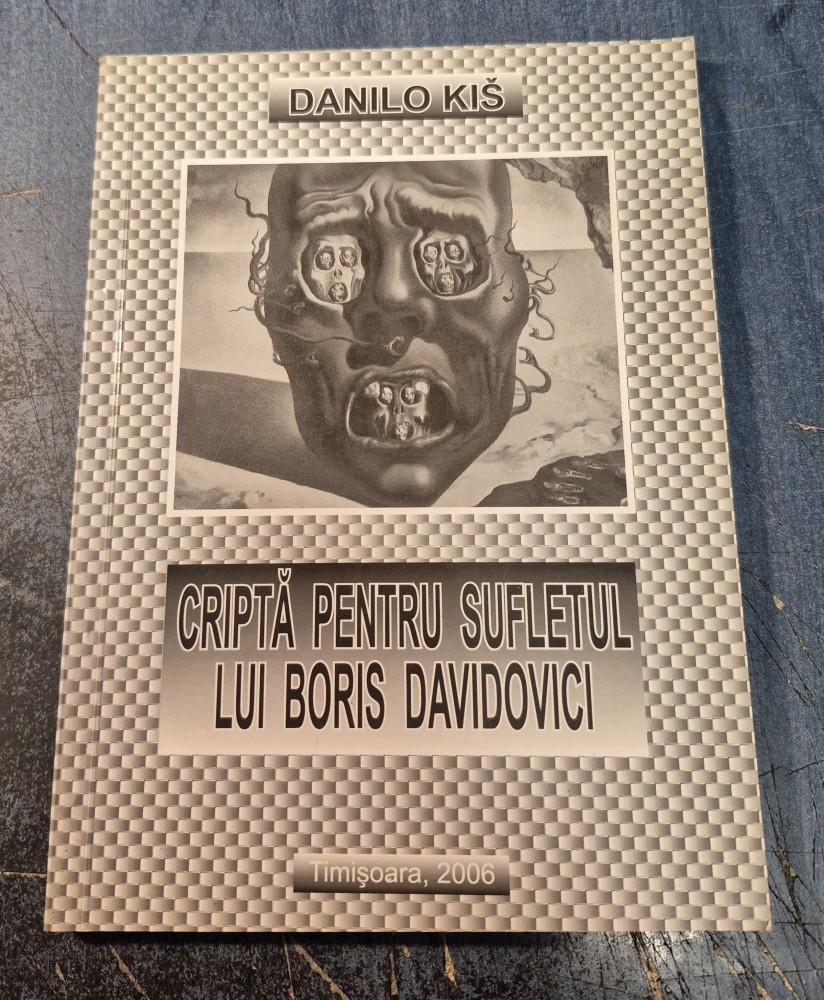 DANILO KIŠ
CRIPTĂ PENTRU SUFLETUL
LUI BORIS DAVIDOVICI
Timişoara, 2006